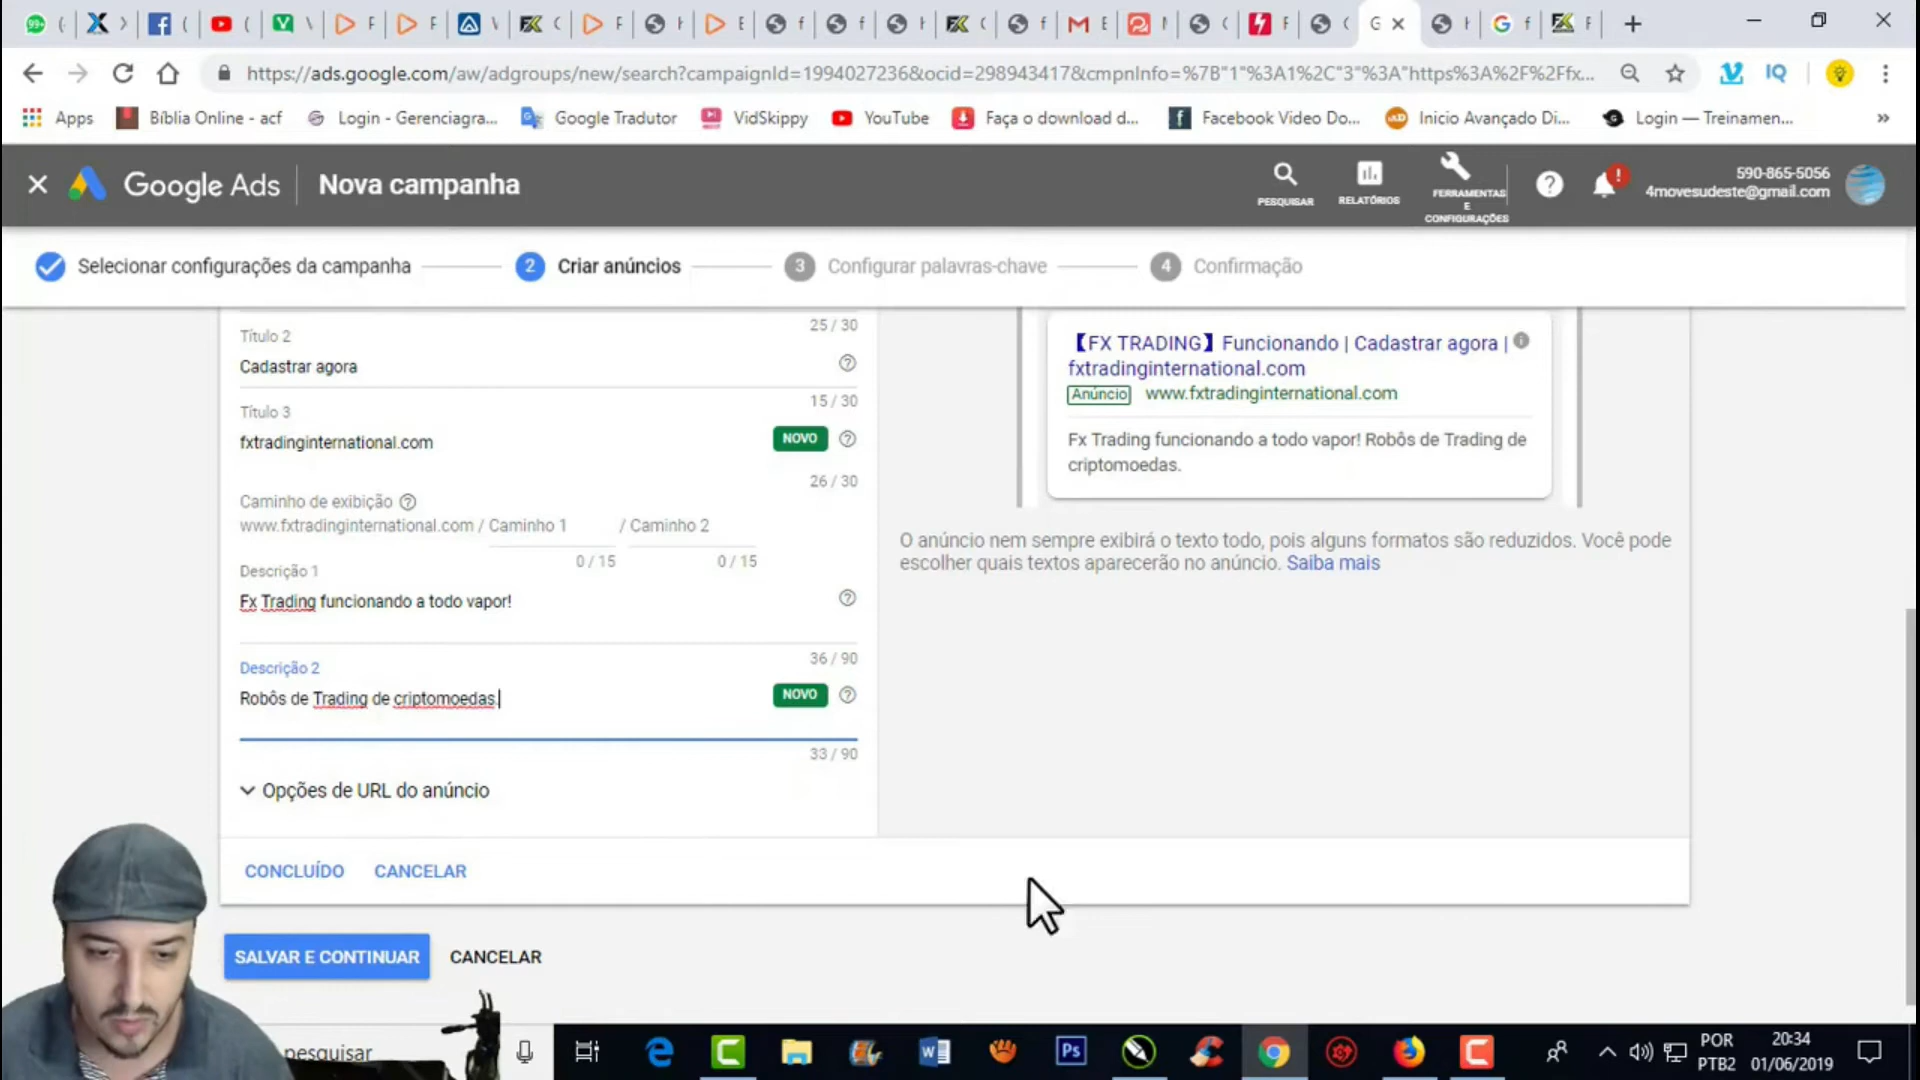 https://ads.google.com/aw/adgroups/new/search?campaignId=1994027236&ocid=298943417&cmpnInfo=%7B"1"%3A1%2C"3"%3A"https%3A%2F%2Ffx...
Apps
Bíblia Online - acf
Login - Gerenciagra...
Google Tradutor
VidSkippy
YouTube
Faça o download d...
Facebook Video Do...
Inicio Avançado Di...
Login — Treinamen...
»
Google Ads
Nova campanha
PESQUISAR
RELATÓRIOS
FERRAMENTAS
E
CONFIGURAÇÕES
590-865-5056
4movesudeste@gmail.com
Selecionar configurações da campanha
2 Criar anúncios
3 Configurar palavras-chave
4 Confirmação
25 / 30
Título 2
Cadastrar agora
15 / 30
Título 3
fxtradinginternational.com
NOVO
26 / 30
Caminho de exibição
www.fxtradinginternational.com / Caminho 1 / Caminho 2
0 / 15 0 / 15
Descrição 1
Fx Trading funcionando a todo vapor!
36 / 90
Descrição 2
Robôs de Trading de criptomoedas.
NOVO
33 / 90
Opções de URL do anúncio
CONCLUÍDO CANCELAR
SALVAR E CONTINUAR CANCELAR
【FX TRADING】 Funcionando | Cadastrar agora |
fxtradinginternational.com
Anúncio www.fxtradinginternational.com
Fx Trading funcionando a todo vapor! Robôs de Trading de
criptomoedas.
O anúncio nem sempre exibirá o texto todo, pois alguns formatos são reduzidos. Você pode
escolher quais textos aparecerão no anúncio. Saiba mais
pesquisar
Ps
POR
PTB2
20:34
01/06/2019